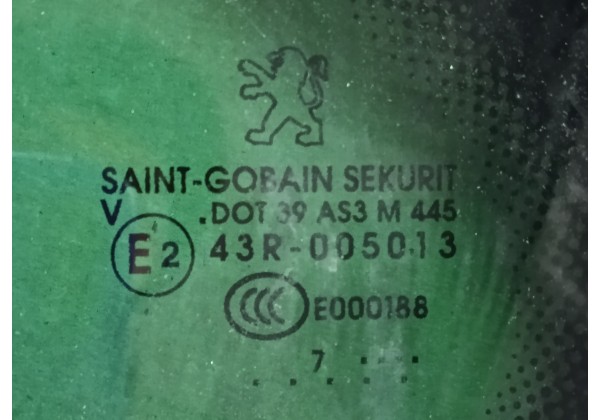 SAINT-GOBAIN SEKURIT
V .DOT 39 AS3 M 445
E2 43R-005013
CCC E000188
7 ....
. . . . .